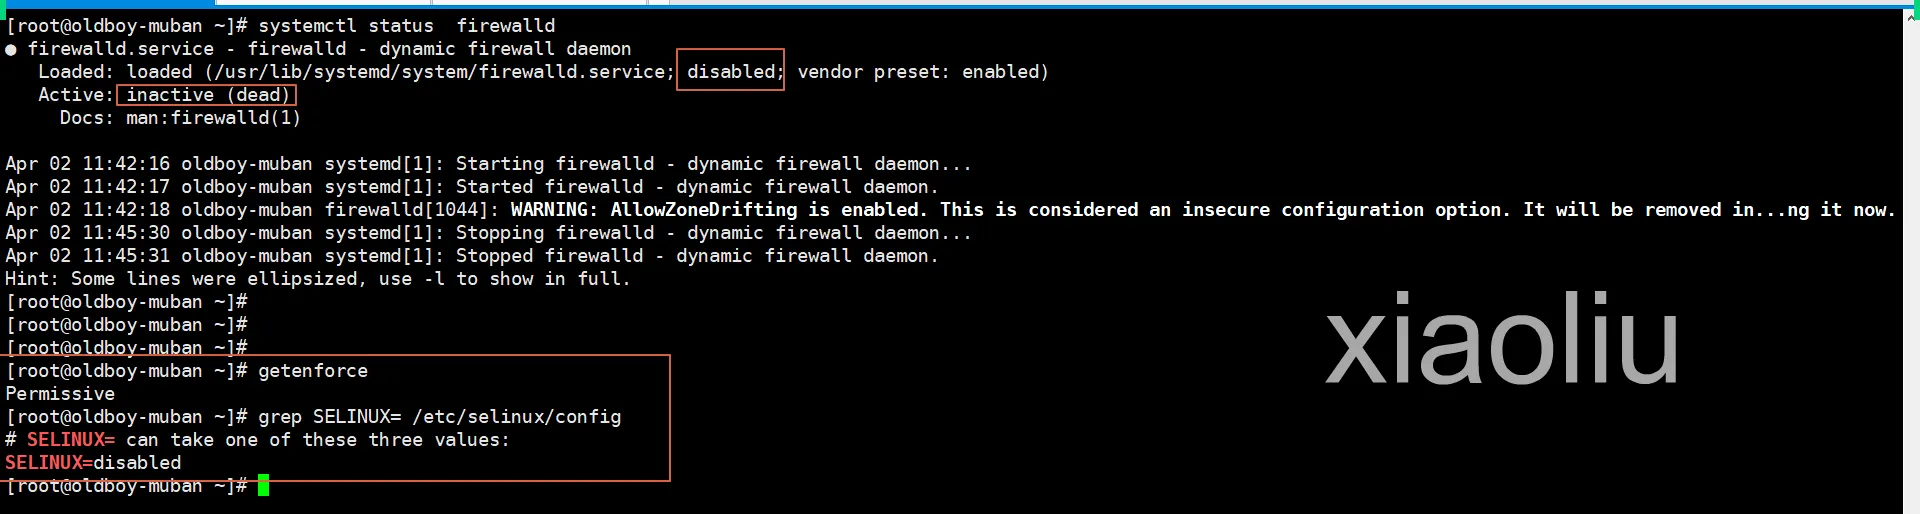 [root@oldboy-muban ~]# systemctl status  firewalld
● firewalld.service - firewalld - dynamic firewall daemon
   Loaded: loaded (/usr/lib/systemd/system/firewalld.service; disabled; vendor preset: enabled)
   Active: inactive (dead)
     Docs: man:firewalld(1)

Apr 02 11:42:16 oldboy-muban systemd[1]: Starting firewalld - dynamic firewall daemon...
Apr 02 11:42:17 oldboy-muban systemd[1]: Started firewalld - dynamic firewall daemon.
Apr 02 11:42:18 oldboy-muban firewalld[1044]: WARNING: AllowZoneDrifting is enabled. This is considered an insecure configuration option. It will be removed in...ng it now.
Apr 02 11:45:30 oldboy-muban systemd[1]: Stopping firewalld - dynamic firewall daemon...
Apr 02 11:45:31 oldboy-muban systemd[1]: Stopped firewalld - dynamic firewall daemon.
Hint: Some lines were ellipsized, use -l to show in full.
[root@oldboy-muban ~]#
[root@oldboy-muban ~]#
[root@oldboy-muban ~]#
[root@oldboy-muban ~]# getenforce
Permissive
[root@oldboy-muban ~]# grep SELINUX= /etc/selinux/config
# SELINUX= can take one of these three values:
SELINUX=disabled
[root@oldboy-muban ~]#
xiaoliu